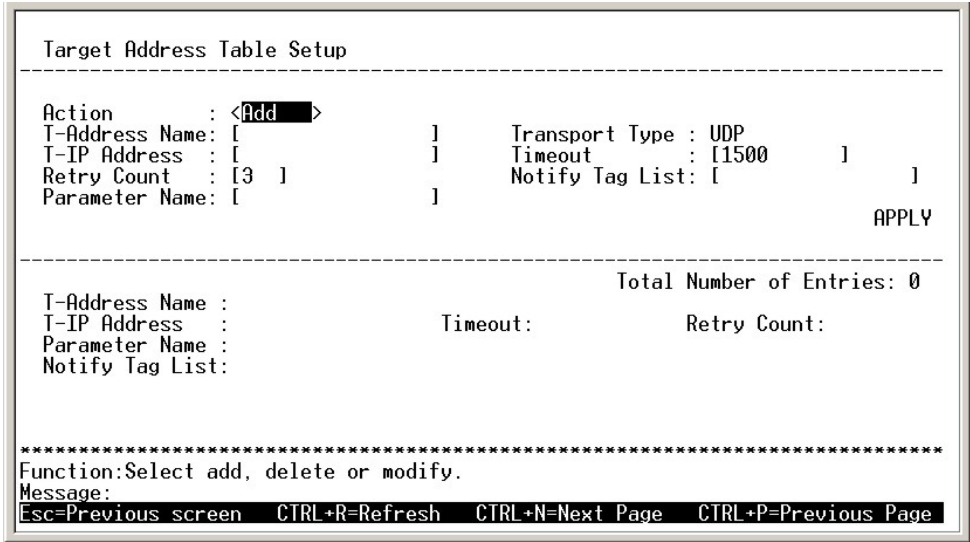 Target Address Table Setup
--------------------------------------------------------------------------------
Action        : <Add   >
T-Address Name: [                ]      Transport Type : UDP
T-IP Address  : [                ]      Timeout        : [1500      ]
Retry Count   : [3  ]                   Notify Tag List: [                ]
Parameter Name: [                ]
APPLY
--------------------------------------------------------------------------------
Total Number of Entries: 0
T-Address Name :
T-IP Address   :                  Timeout:             Retry Count:
Parameter Name :
Notify Tag List:
********************************************************************************
Function:Select add, delete or modify.
Message:
Esc=Previous screen   CTRL+R=Refresh   CTRL+N=Next Page   CTRL+P=Previous Page